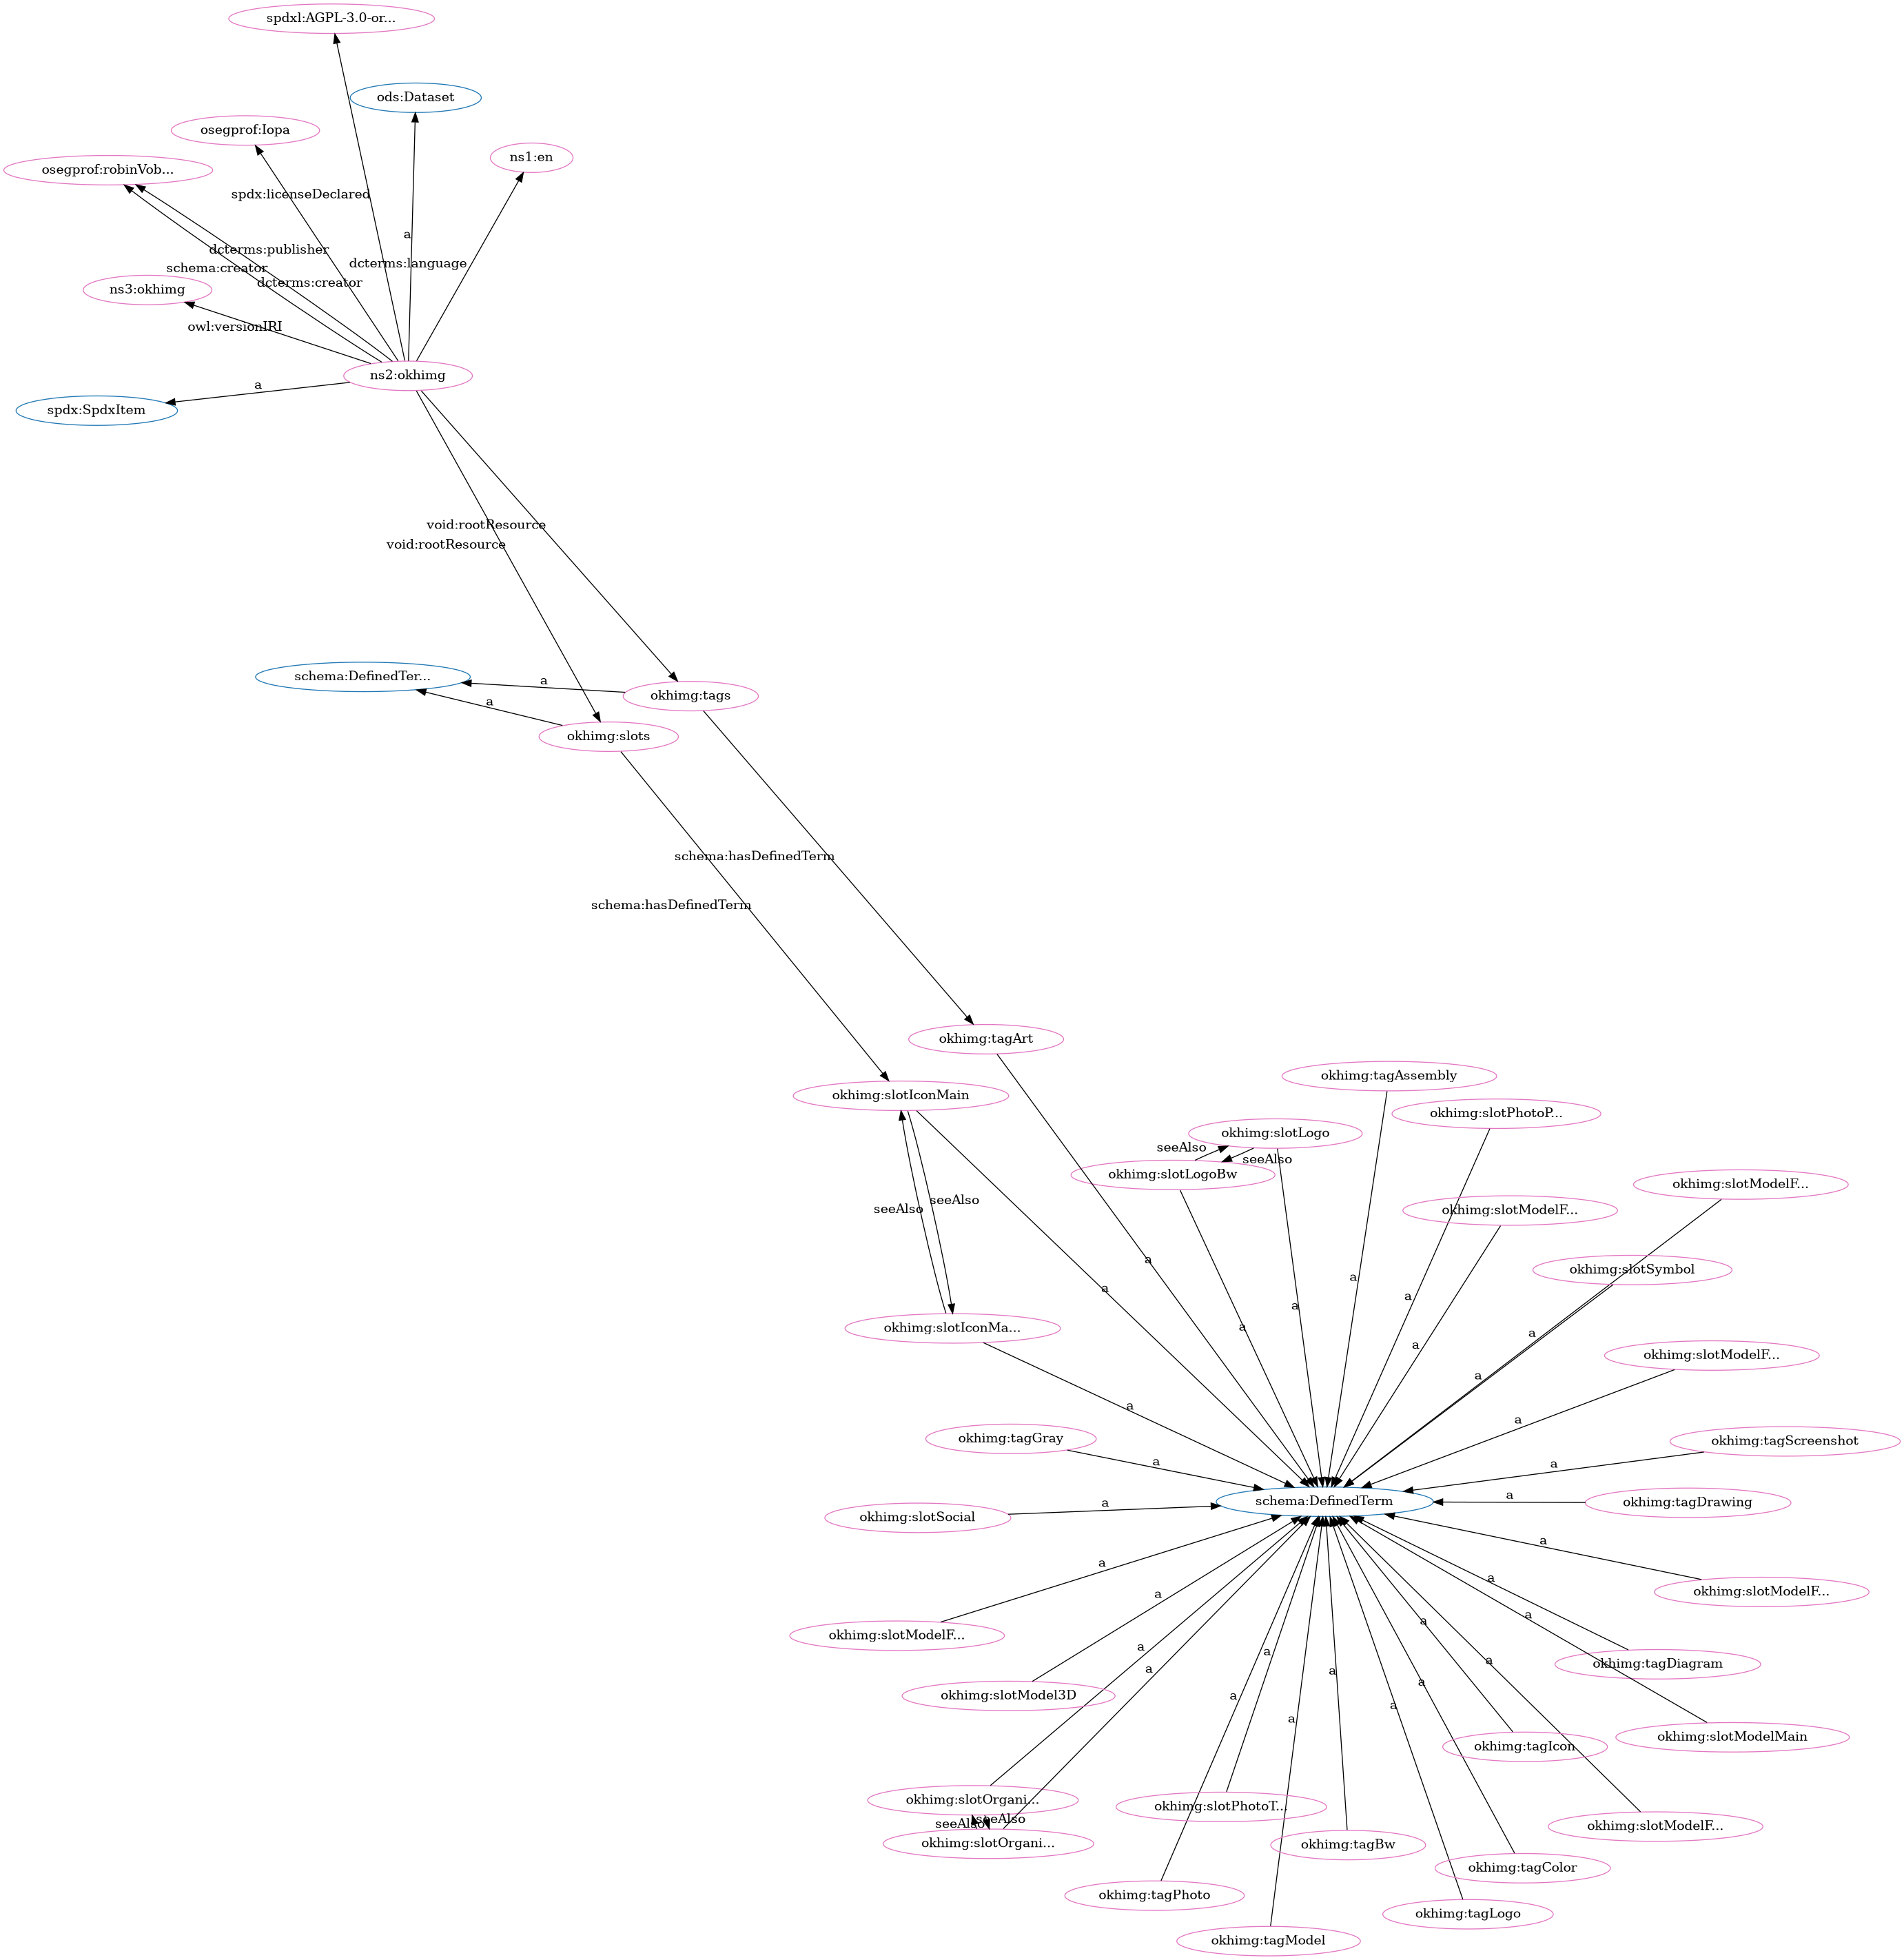 spdxl:AGPL-3.0-or...
ods:Dataset
osegprof:Iopa
ns1:en
osegprof:robinVob...
spdx:licenseDeclared
a
dcterms:publisher
dcterms:language
schema:creator
dcterms:creator
ns3:okhimg
owl:versionIRI
ns2:okhimg
a
spdx:SpdxItem
void:rootResource
void:rootResource
schema:DefinedTer...
a
okhimg:tags
a
okhimg:slots
schema:hasDefinedTerm
schema:hasDefinedTerm
okhimg:tagArt
okhimg:tagAssembly
okhimg:slotIconMain
okhimg:slotPhotoP...
okhimg:slotLogo
seeAlso
seeAlso
okhimg:slotLogoBw
okhimg:slotModelF...
seeAlso
seeAlso
okhimg:slotModelF...
a
okhimg:slotSymbol
a
a
a
a
a
okhimg:slotIconMa...
a
a
a
okhimg:slotModelF...
a
a
a
okhimg:tagGray
okhimg:tagScreenshot
a
a
schema:DefinedTerm
a
okhimg:tagDrawing
a
okhimg:slotSocial
a
a
okhimg:slotModelF...
a
a
a
a
okhimg:slotModelF...
a
a
a
a
okhimg:tagDiagram
a
a
a
okhimg:slotModel3D
a
a
a
okhimg:slotModelMain
okhimg:tagIcon
okhimg:slotOrgani...
okhimg:slotPhotoT...
seeAlso
seeAlso
okhimg:slotModelF...
okhimg:slotOrgani...
okhimg:tagBw
okhimg:tagColor
okhimg:tagPhoto
okhimg:tagLogo
okhimg:tagModel